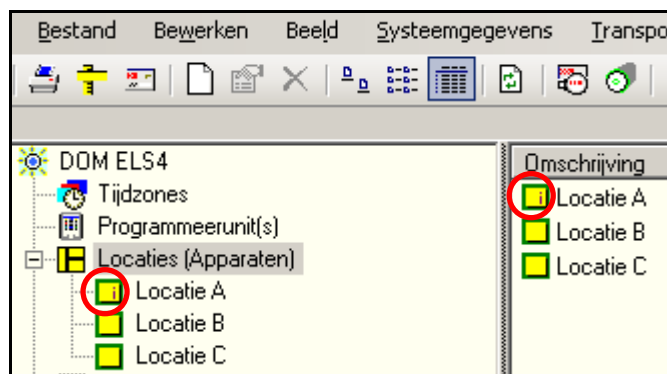 Bestand Bewerken Beeld Systeemgegevens Transpo
DOM ELS4
Tijdzones
Programmeerunit(s)
Locaties (Apparaten)
Locatie A
Locatie B
Locatie C
Omschrijving
Locatie A
Locatie B
Locatie C